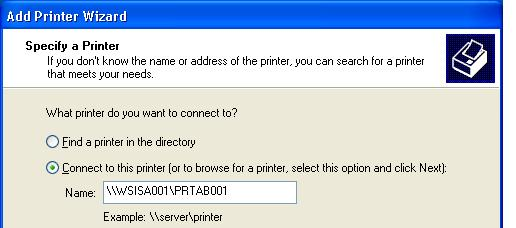 Add Printer Wizard
Specify a Printer
If you don't know the name or address of the printer, you can search for a printer
that meets your needs.
What printer do you want to connect to?
Find a printer in the directory
Connect to this printer (or to browse for a printer, select this option and click Next):
Name: \\WSISA001\PRTAB001
Example: \\server\printer